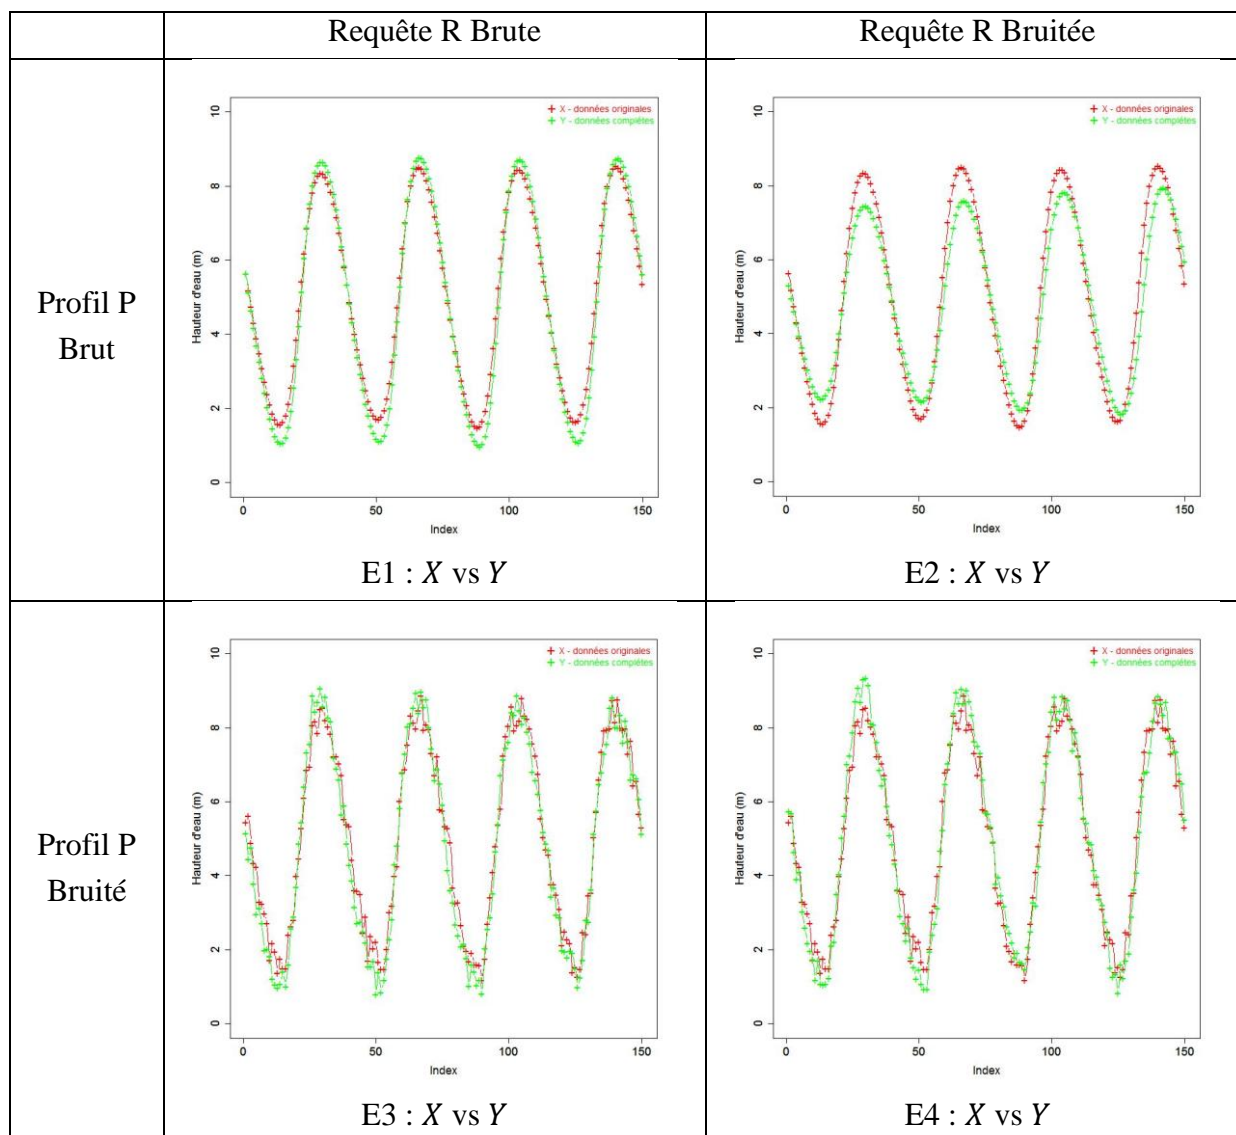 Requête R Brute
Requête R Bruitée
Profil P
Brut
X - données originales
Y - données complétes
Hauteur d'eau (m)
0
2
4
6
8
10
0
50
100
150
Index
E1 : X vs Y
X - données originales
Y - données complétes
Hauteur d'eau (m)
0
2
4
6
8
10
0
50
100
150
Index
E2 : X vs Y
Profil P
Bruité
X - données originales
Y - données complétes
Hauteur d'eau (m)
0
2
4
6
8
10
0
50
100
150
Index
E3 : X vs Y
X - données originales
Y - données complétes
Hauteur d'eau (m)
0
2
4
6
8
10
0
50
100
150
Index
E4 : X vs Y